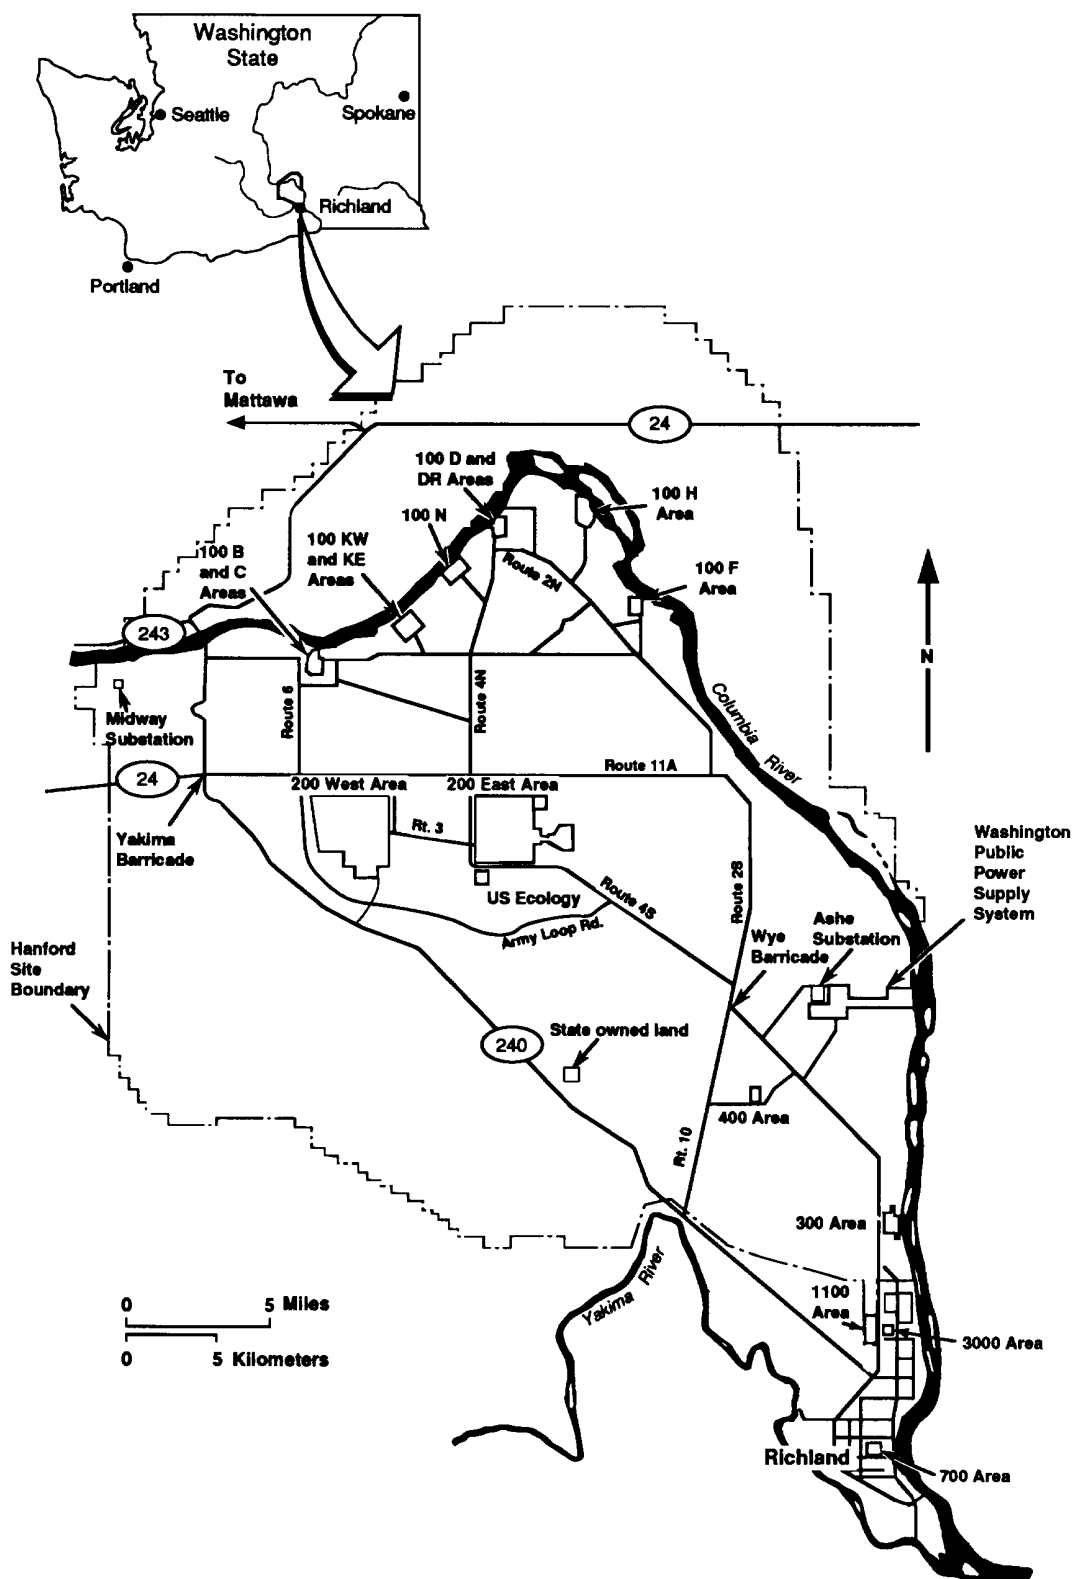 Washington
State
Seattle
Spokane
Richland
Portland
To
Mattawa
24
100 D and
DR Areas
100 H
Area
100 N
100 KW
and KE
Areas
100 B
and C
Areas
Route 2N
100 F
Area
243
N
Midway
Substation
Route 6
Route 4N
Columbia
River
24
Route 11A
200 West Area
200 East Area
Yakima
Barricade
Rt. 3
Washington
Public
Power
Supply
System
US Ecology
Route 4S
Route 2S
Army Loop Rd.
Ashe
Substation
Wye
Barricade
Hanford
Site
Boundary
240
State owned land
400 Area
Rt. 10
300 Area
Yakima River
1100
Area
3000 Area
0 5 Miles
0 5 Kilometers
Richland
700 Area